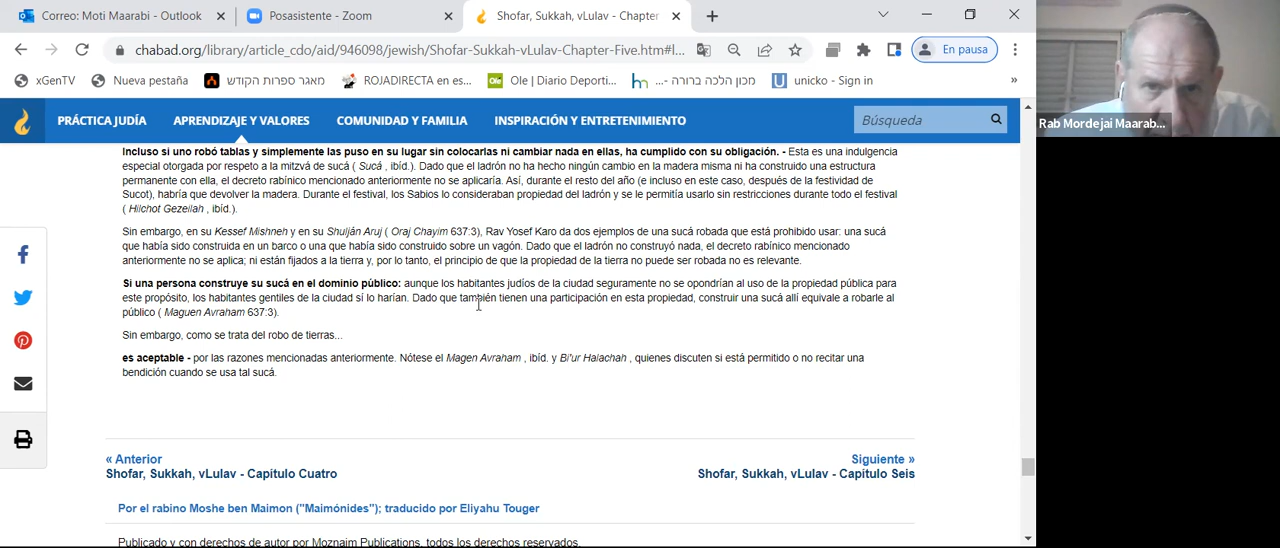 Correo: Moti Maarabi - Outlook
Posasistente - Zoom
Shofar, Sukkah, vLulav - Chapter
chabad.org/library/article_cdo/aid/946098/jewish/Shofar-Sukkah-vLulav-Chapter-Five.htm#l...
En pausa
xGenTV
Nueva pestaña
מאגר ספרות הקודש
ROJADIRECTA en es...
Ole | Diario Deporti...
מכון הלכה ברורה -...
unicko - Sign in
»
PRÁCTICA JUDÍA
APRENDIZAJE Y VALORES
COMUNIDAD Y FAMILIA
INSPIRACIÓN Y ENTRETENIMIENTO
Búsqueda
Rab Mordejai Maarab...
Incluso si uno robó tablas y simplemente las puso en su lugar sin colocarlas ni cambiar nada en ellas, ha cumplido con su obligación. - Esta es una indulgencia
especial otorgada por respeto a la mitzvá de sucá ( Sucá , ibíd.). Dado que el ladrón no ha hecho ningún cambio en la madera misma ni ha construido una estructura
permanente con ella, el decreto rabínico mencionado anteriormente no se aplicaría. Así, durante el resto del año (e incluso en este caso, después de la festividad de
Sucot), habría que devolver la madera. Durante el festival, los Sabios lo consideraban propiedad del ladrón y se le permitía usarlo sin restricciones durante todo el festival
( Hilchot Gezeilah , ibíd.).
Sin embargo, en su Kessef Mishneh y en su Shulján Aruj ( Oraj Chayim 637:3), Rav Yosef Karo da dos ejemplos de una sucá robada que está prohibido usar: una sucá
que había sido construida en un barco o una que había sido construido sobre un vagón. Dado que el ladrón no construyó nada, el decreto rabínico mencionado
anteriormente no se aplica; ni están fijados a la tierra y, por lo tanto, el principio de que la propiedad de la tierra no puede ser robada no es relevante.
Si una persona construye su sucá en el dominio público: aunque los habitantes judíos de la ciudad seguramente no se opondrían al uso de la propiedad pública para
este propósito, los habitantes gentiles de la ciudad sí lo harían. Dado que también tienen una participación en esta propiedad, construir una sucá allí equivale a robarle al
público ( Maguen Avraham 637:3).
Sin embargo, como se trata del robo de tierras...
es aceptable - por las razones mencionadas anteriormente. Nótese el Magen Avraham , ibíd. y Bi'ur Halachah , quienes discuten si está permitido o no recitar una
bendición cuando se usa tal sucá.
« Anterior
Shofar, Sukkah, vLulav - Capítulo Cuatro
Siguiente »
Shofar, Sukkah, vLulav - Capítulo Seis
Por el rabino Moshe ben Maimon ("Maimónides"); traducido por Eliyahu Touger
Publicado y con derechos de autor por Moznaim Publications, todos los derechos reservados.